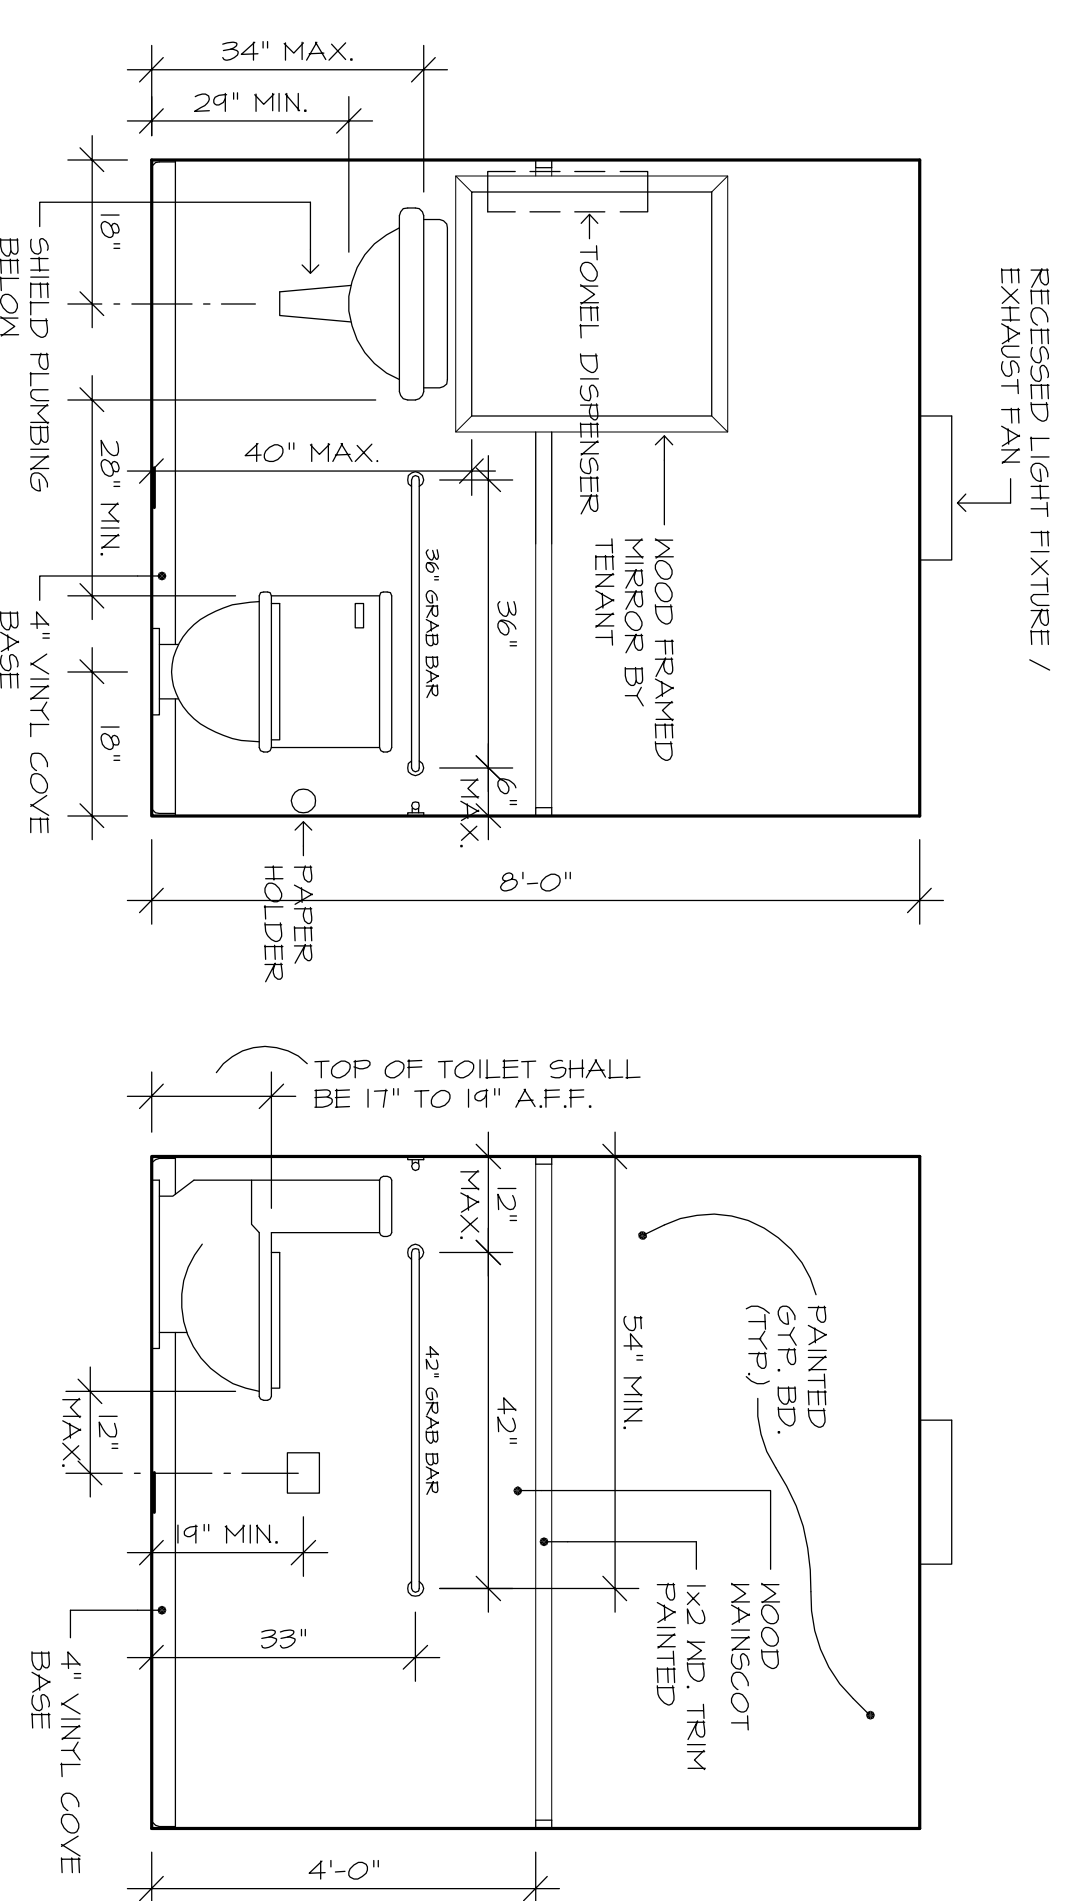 RECESSED LIGHT FIXTURE /
EXHAUST FAN
34" MAX.
29" MIN.
TOWEL DISPENSER
WOOD FRAMED
MIRROR BY
TENANT
40" MAX.
36"
6"
MAX.
36" GRAB BAR
8'-0"
PAPER
HOLDER
18"
28" MIN.
18"
SHIELD PLUMBING
BELOW
4" VINYL COVE
BASE
TOP OF TOILET SHALL
BE 17" TO 19" A.F.F.
PAINTED
GYP. BD.
(TYP.)
54" MIN.
12"
MAX.
42"
42" GRAB BAR
WOOD
WAINSCOT
1x2 WD. TRIM
PAINTED
12"
MAX.
19" MIN.
33"
4'-0"
4" VINYL COVE
BASE